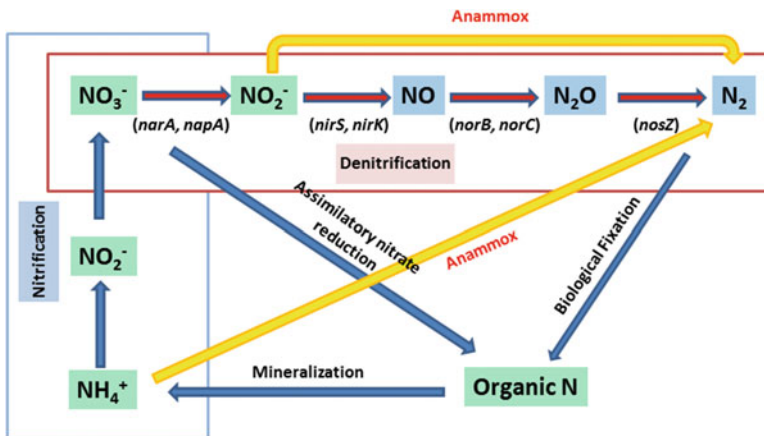 Anammox
NO₃⁻ NO₂⁻ NO N₂O N₂
(narA, napA) (nirS, nirK) (norB, norC) (nosZ)
Denitrification
Assimilatory nitrate
reduction
Anammox
Biological Fixation
Nitrification
NO₂⁻
Mineralization
NH₄⁺
Organic N